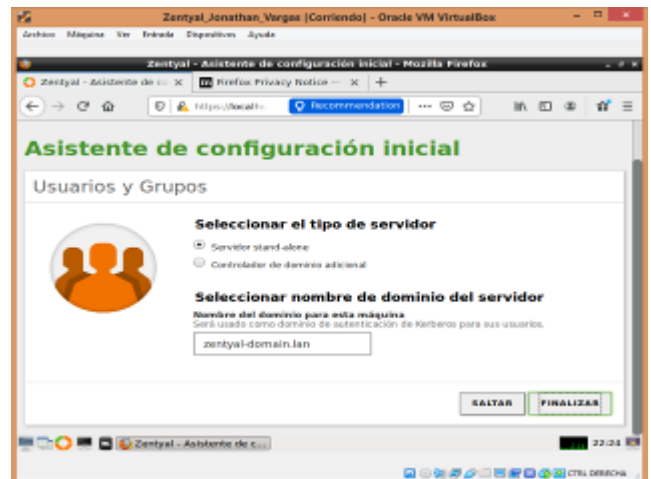 Zentyal_Jonathan_Vargas [Corriendo] - Oracle VM VirtualBox
Archivo Máquina Ver Entrada Dispositivos Ayuda
Zentyal - Asistente de configuración inicial - Mozilla Firefox
Zentyal - Asistente de co
Firefox Privacy Notice —
https://localh
Recommendation
Asistente de configuración inicial
Usuarios y Grupos
Seleccionar el tipo de servidor
Servidor stand-alone
Controlador de dominio adicional
Seleccionar nombre de dominio del servidor
Nombre del dominio para esta máquina
Será usado como dominio de autenticación de Kerberos para sus usuarios.
zentyal-domain.lan
SALTAR
FINALIZAR
Zentyal - Asistente de c...
22:24
CTRL DERECHA